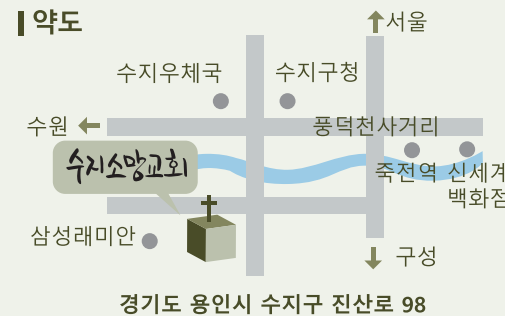 약도
서울
수지우체국
수지구청
수원
풍덕천사거리
수지소망교회
죽전역
신세계
백화점
삼성래미안
구성
경기도 용인시 수지구 진산로 98